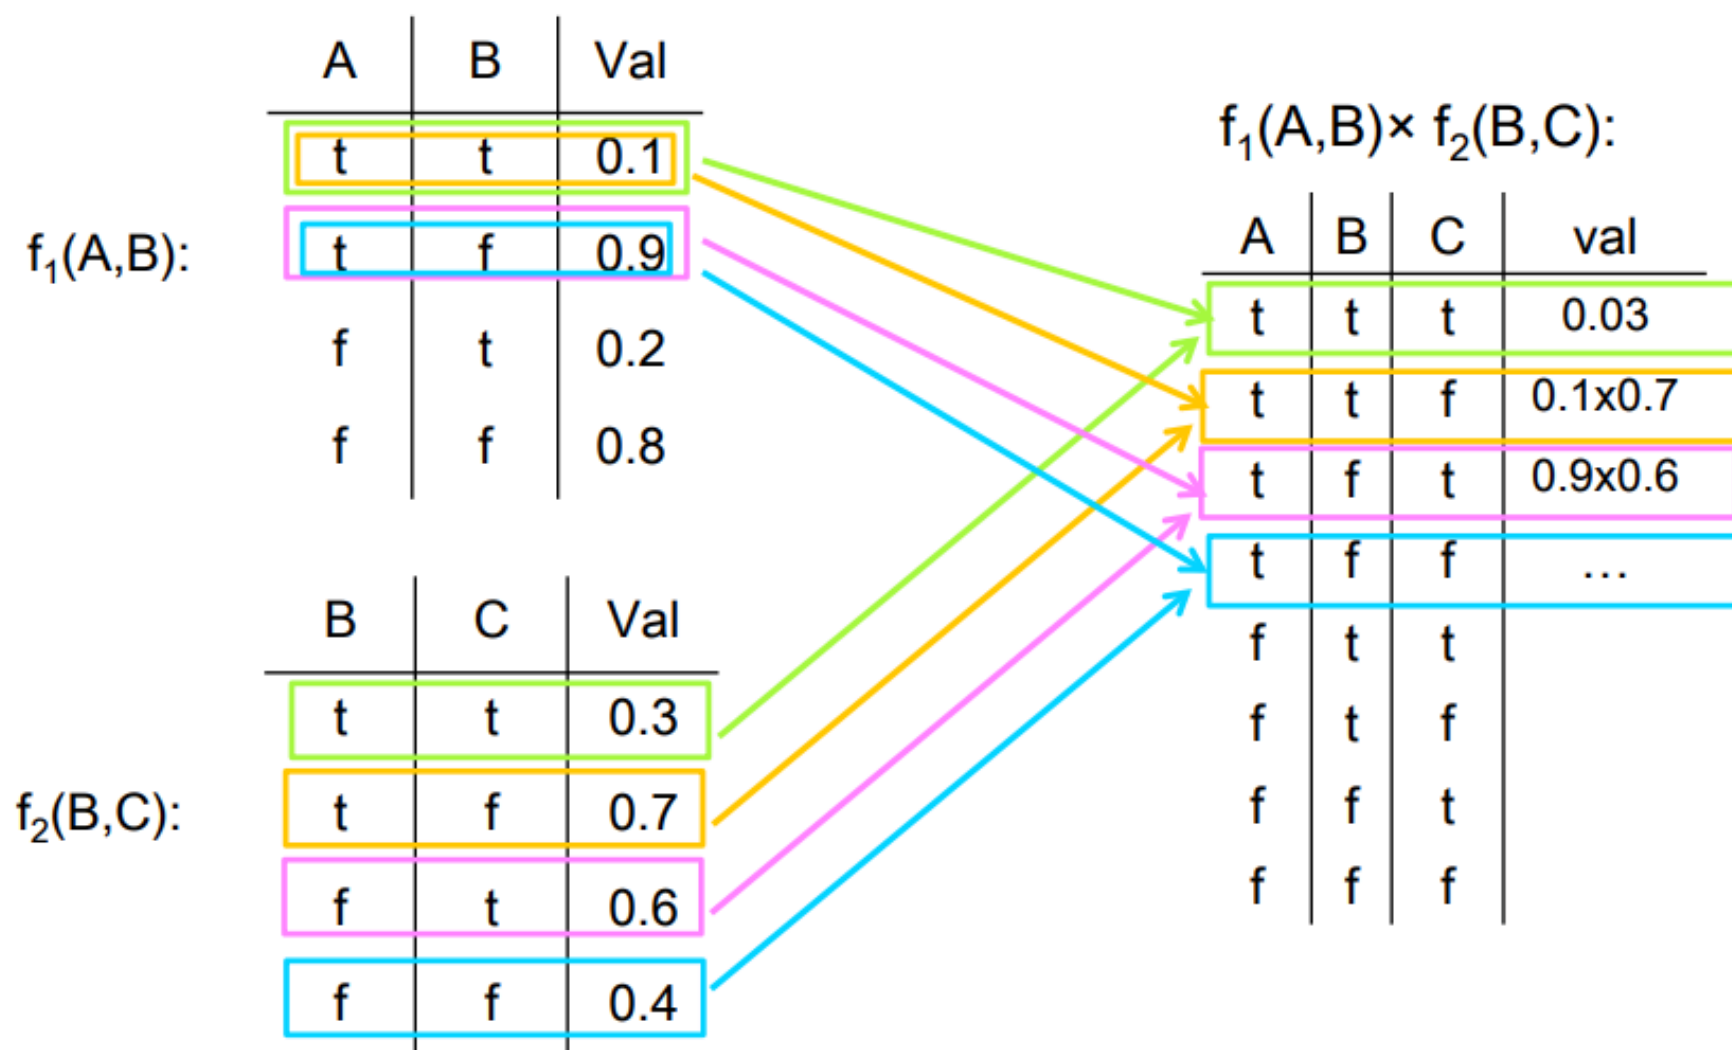 A B Val
t t 0.1
f₁(A,B): t f 0.9
f t 0.2
f f 0.8
B C Val
t t 0.3
f₂(B,C): t f 0.7
f t 0.6
f f 0.4
f₁(A,B)× f₂(B,C):
A B C val
t t t 0.03
t t f 0.1x0.7
t f t 0.9x0.6
t f f …
f t t
f t f
f f t
f f f